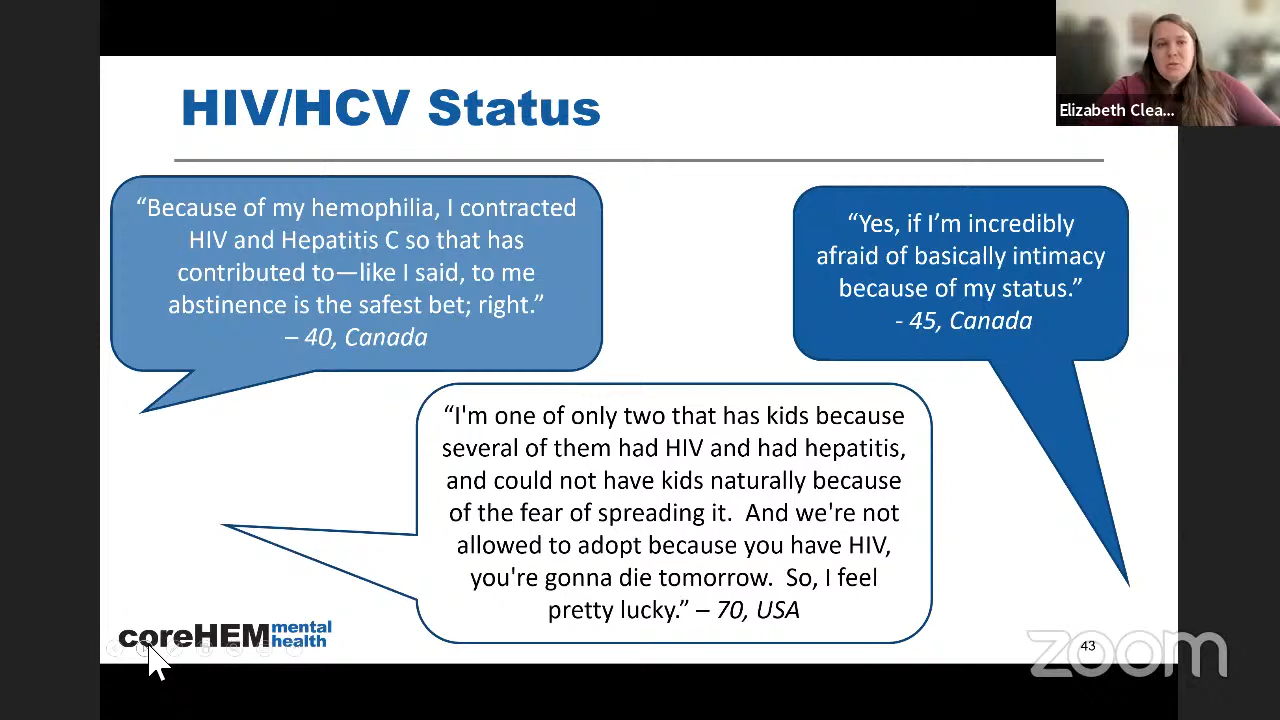 HIV/HCV Status
Elizabeth Clea...
“Because of my hemophilia, I contracted
HIV and Hepatitis C so that has
contributed to—like I said, to me
abstinence is the safest bet; right.”
– 40, Canada
“Yes, if I’m incredibly
afraid of basically intimacy
because of my status.”
- 45, Canada
“I'm one of only two that has kids because
several of them had HIV and had hepatitis,
and could not have kids naturally because
of the fear of spreading it.  And we're not
allowed to adopt because you have HIV,
you're gonna die tomorrow.  So, I feel
pretty lucky.” – 70, USA
coreHEM mental
health
43
zoom